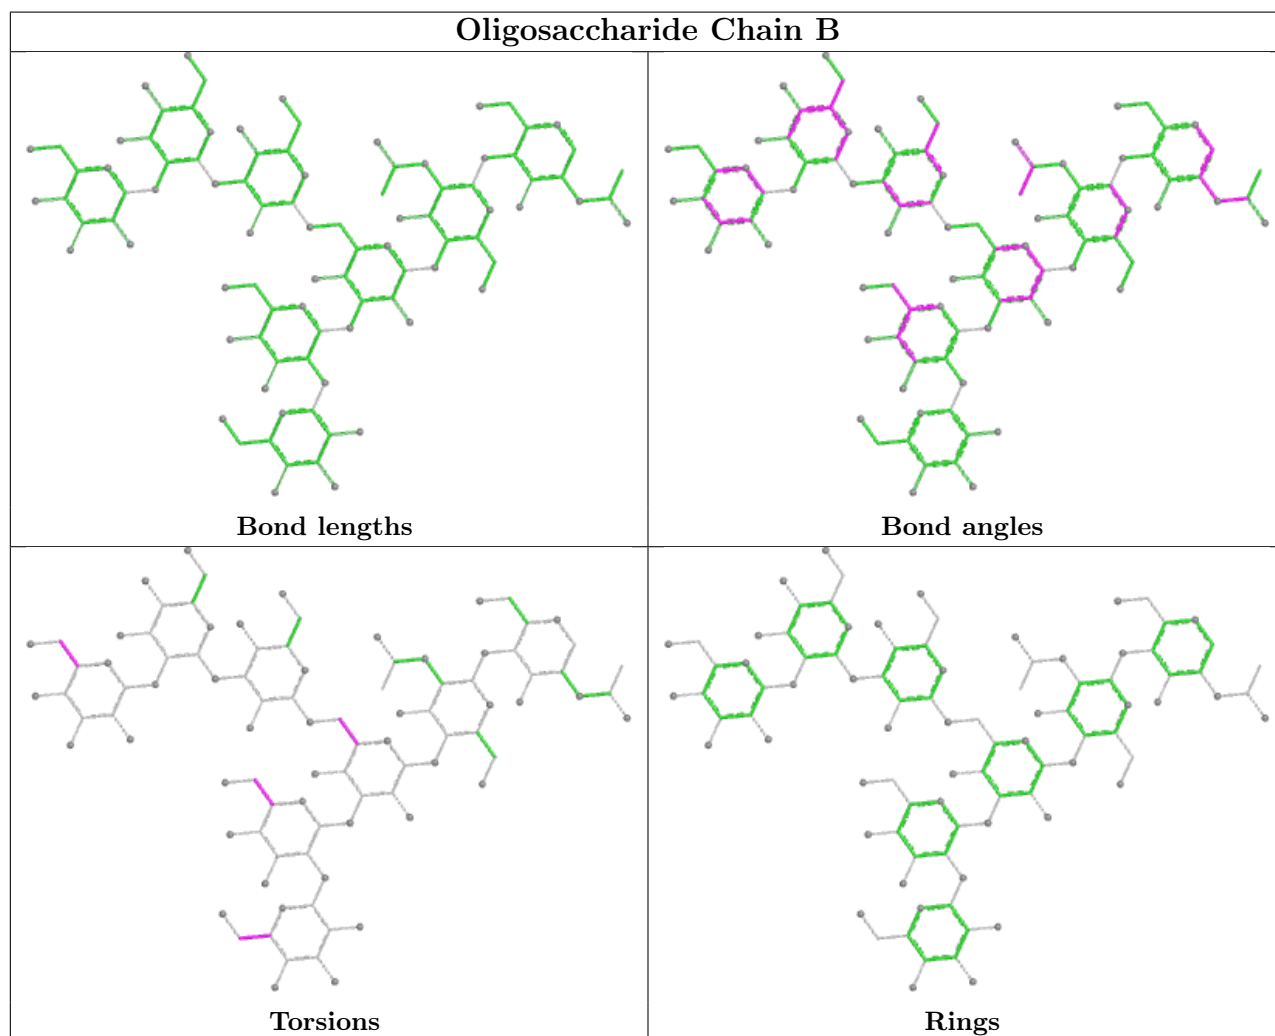 Oligosaccharide Chain B
Bond lengths
Bond angles
Torsions
Rings